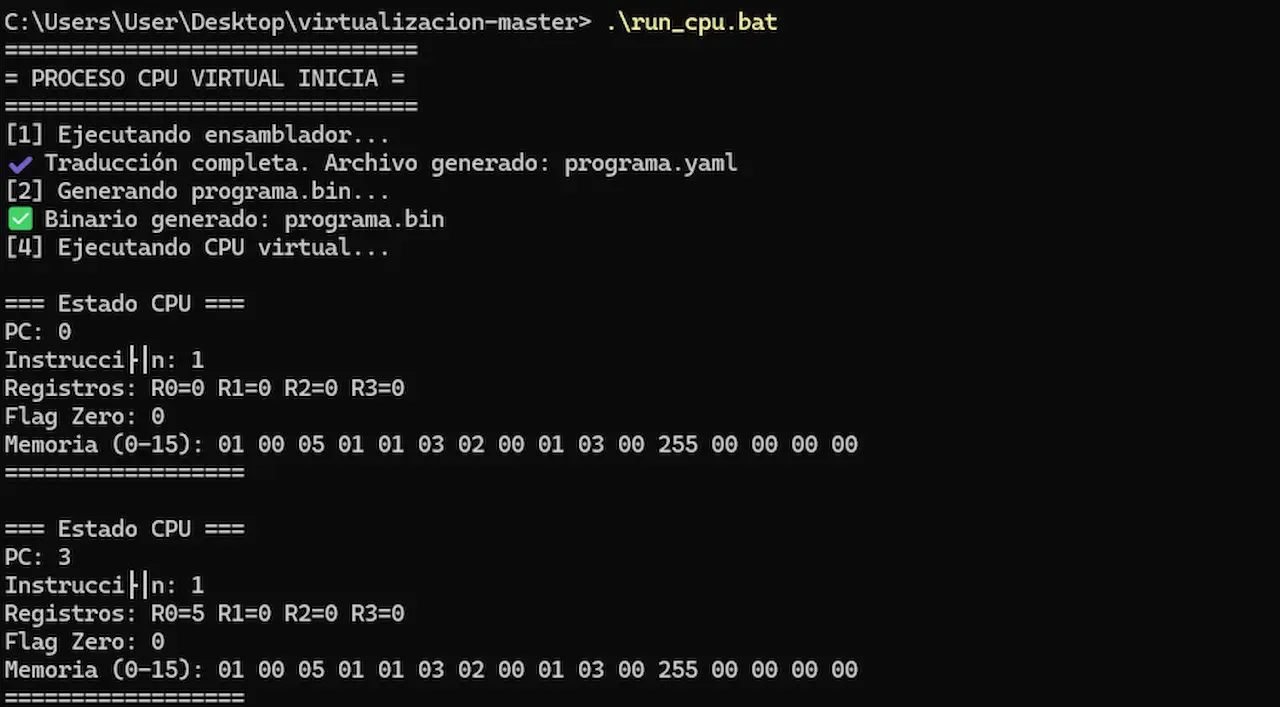 C:\Users\User\Desktop\virtualizacion-master> .\run_cpu.bat
===============================
= PROCESO CPU VIRTUAL INICIA =
===============================
[1] Ejecutando ensamblador...
✔ Traducción completa. Archivo generado: programa.yaml
[2] Generando programa.bin...
✅ Binario generado: programa.bin
[4] Ejecutando CPU virtual...
=== Estado CPU ===
PC: 0
Instrucci├│n: 1
Registros: R0=0 R1=0 R2=0 R3=0
Flag Zero: 0
Memoria (0-15): 01 00 05 01 01 03 02 00 01 03 00 255 00 00 00 00
==================
=== Estado CPU ===
PC: 3
Instrucci├│n: 1
Registros: R0=5 R1=0 R2=0 R3=0
Flag Zero: 0
Memoria (0-15): 01 00 05 01 01 03 02 00 01 03 00 255 00 00 00 00
==================